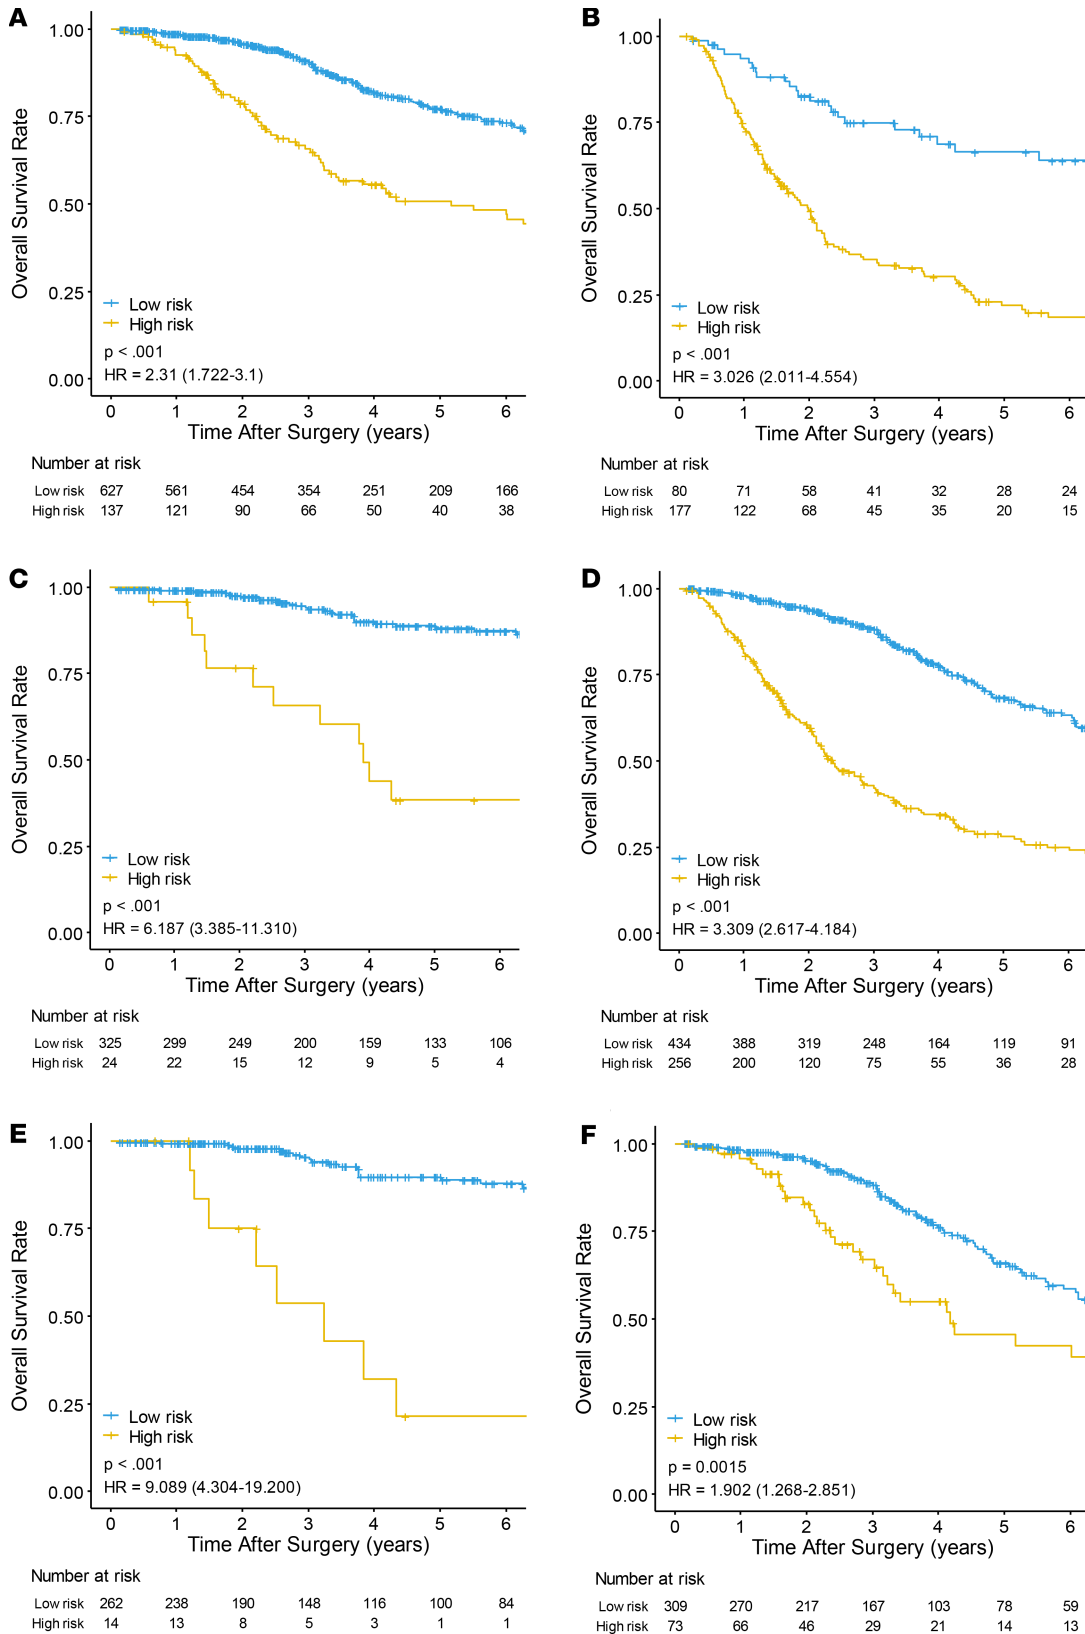 A
Overall Survival Rate
1.00
0.75
0.50
0.25
0.00
Low risk
High risk
p < .001
HR = 2.31 (1.722-3.1)
0 1 2 3 4 5 6
Time After Surgery (years)
Number at risk
Low risk 627 561 454 354 251 209 166
High risk 137 121 90 66 50 40 38
B
Overall Survival Rate
1.00
0.75
0.50
0.25
0.00
Low risk
High risk
p < .001
HR = 3.026 (2.011-4.554)
0 1 2 3 4 5 6
Time After Surgery (years)
Number at risk
Low risk 80 71 58 41 32 28 24
High risk 177 122 68 45 35 20 15
C
Overall Survival Rate
1.00
0.75
0.50
0.25
0.00
Low risk
High risk
p < .001
HR = 6.187 (3.385-11.310)
0 1 2 3 4 5 6
Time After Surgery (years)
Number at risk
Low risk 325 299 249 200 159 133 106
High risk 24 22 15 12 9 5 4
D
Overall Survival Rate
1.00
0.75
0.50
0.25
0.00
Low risk
High risk
p < .001
HR = 3.309 (2.617-4.184)
0 1 2 3 4 5 6
Time After Surgery (years)
Number at risk
Low risk 434 388 319 248 164 119 91
High risk 256 200 120 75 55 36 28
E
Overall Survival Rate
1.00
0.75
0.50
0.25
0.00
Low risk
High risk
p < .001
HR = 9.089 (4.304-19.200)
0 1 2 3 4 5 6
Time After Surgery (years)
Number at risk
Low risk 262 238 190 148 116 100 84
High risk 14 13 8 5 3 1 1
F
Overall Survival Rate
1.00
0.75
0.50
0.25
0.00
Low risk
High risk
p = 0.0015
HR = 1.902 (1.268-2.851)
0 1 2 3 4 5 6
Time After Surgery (years)
Number at risk
Low risk 309 270 217 167 103 78 59
High risk 73 66 46 29 21 14 13